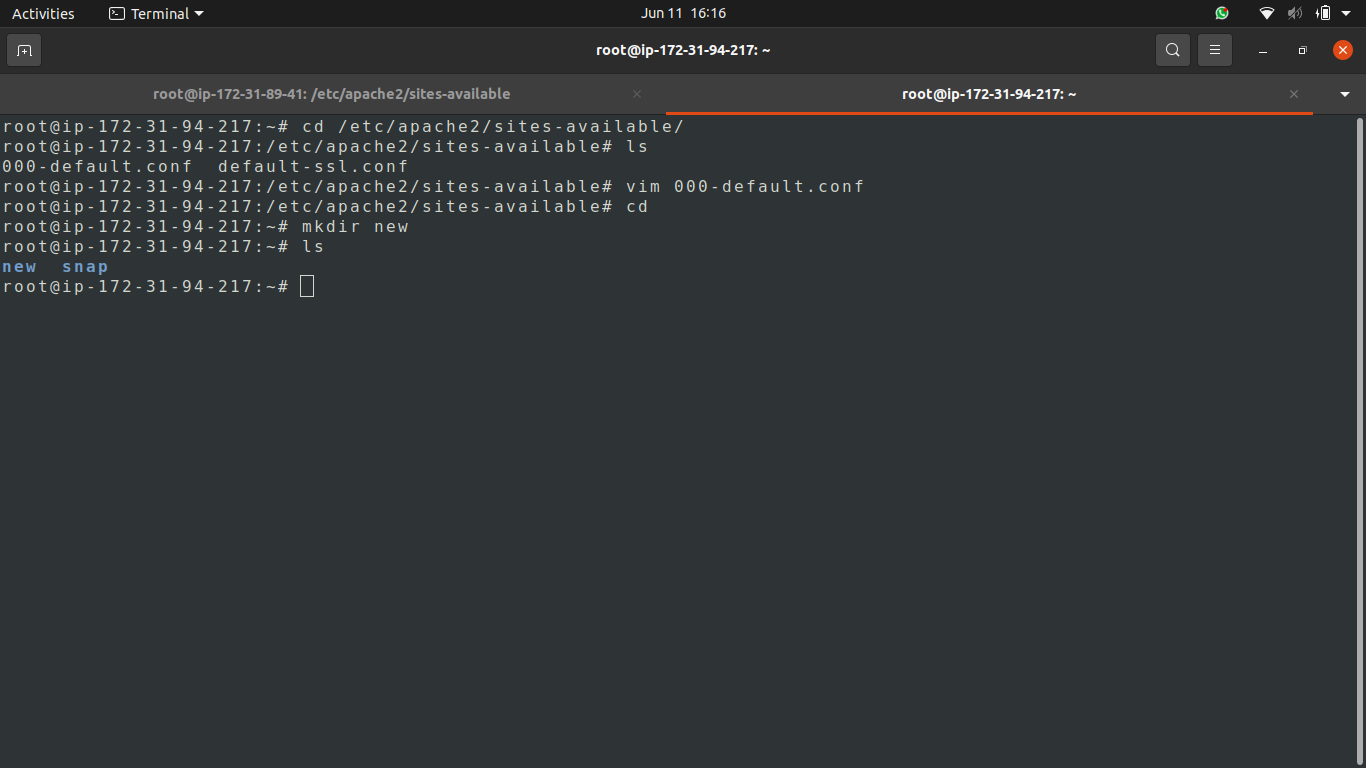 Activities Terminal Jun 11 16:16
root@ip-172-31-94-217: ~
root@ip-172-31-89-41: /etc/apache2/sites-available root@ip-172-31-94-217: ~
root@ip-172-31-94-217:~# cd /etc/apache2/sites-available/
root@ip-172-31-94-217:/etc/apache2/sites-available# ls
000-default.conf  default-ssl.conf
root@ip-172-31-94-217:/etc/apache2/sites-available# vim 000-default.conf
root@ip-172-31-94-217:/etc/apache2/sites-available# cd
root@ip-172-31-94-217:~# mkdir new
root@ip-172-31-94-217:~# ls
new  snap
root@ip-172-31-94-217:~#